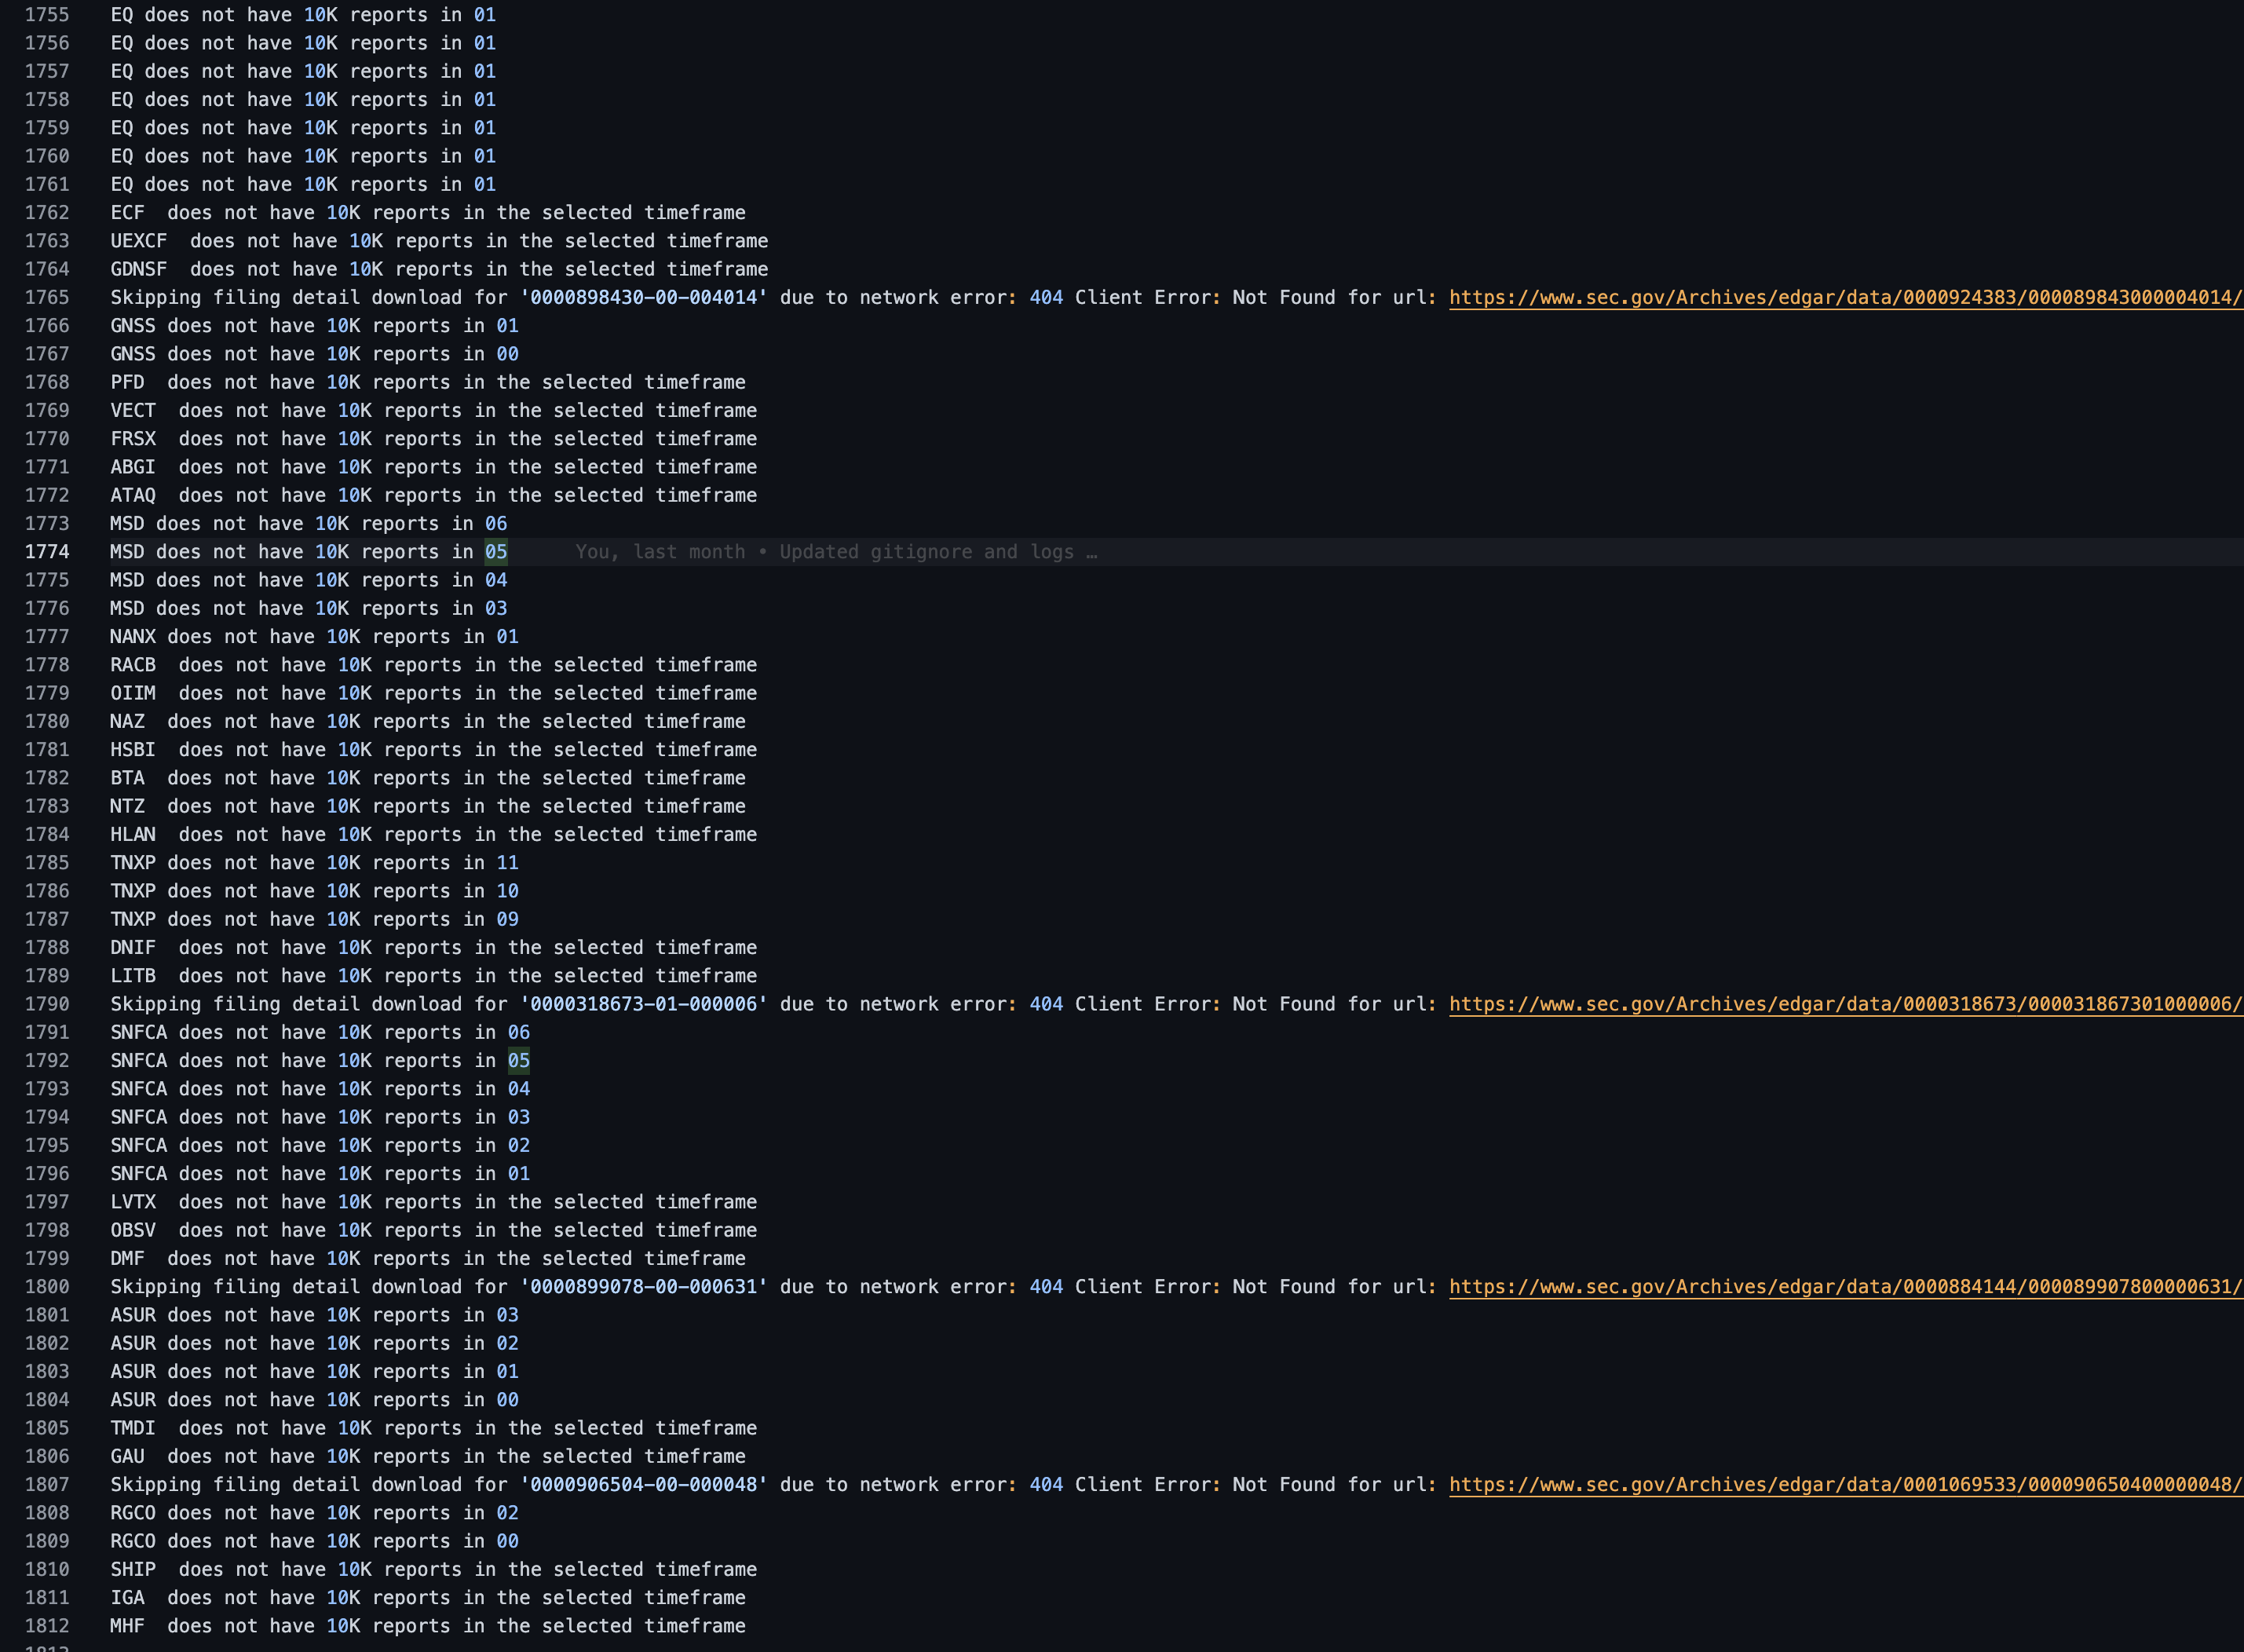 1755 EQ does not have 10K reports in 01
1756 EQ does not have 10K reports in 01
1757 EQ does not have 10K reports in 01
1758 EQ does not have 10K reports in 01
1759 EQ does not have 10K reports in 01
1760 EQ does not have 10K reports in 01
1761 EQ does not have 10K reports in 01
1762 ECF  does not have 10K reports in the selected timeframe
1763 UEXCF  does not have 10K reports in the selected timeframe
1764 GDNSF  does not have 10K reports in the selected timeframe
1765 Skipping filing detail download for '0000898430-00-004014' due to network error: 404 Client Error: Not Found for url: https://www.sec.gov/Archives/edgar/data/0000924383/000089843000004014/
1766 GNSS does not have 10K reports in 01
1767 GNSS does not have 10K reports in 00
1768 PFD  does not have 10K reports in the selected timeframe
1769 VECT  does not have 10K reports in the selected timeframe
1770 FRSX  does not have 10K reports in the selected timeframe
1771 ABGI  does not have 10K reports in the selected timeframe
1772 ATAQ  does not have 10K reports in the selected timeframe
1773 MSD does not have 10K reports in 06
1774 MSD does not have 10K reports in 05 You, last month • Updated gitignore and logs …
1775 MSD does not have 10K reports in 04
1776 MSD does not have 10K reports in 03
1777 NANX does not have 10K reports in 01
1778 RACB  does not have 10K reports in the selected timeframe
1779 OIIM  does not have 10K reports in the selected timeframe
1780 NAZ  does not have 10K reports in the selected timeframe
1781 HSBI  does not have 10K reports in the selected timeframe
1782 BTA  does not have 10K reports in the selected timeframe
1783 NTZ  does not have 10K reports in the selected timeframe
1784 HLAN  does not have 10K reports in the selected timeframe
1785 TNXP does not have 10K reports in 11
1786 TNXP does not have 10K reports in 10
1787 TNXP does not have 10K reports in 09
1788 DNIF  does not have 10K reports in the selected timeframe
1789 LITB  does not have 10K reports in the selected timeframe
1790 Skipping filing detail download for '0000318673-01-000006' due to network error: 404 Client Error: Not Found for url: https://www.sec.gov/Archives/edgar/data/0000318673/000031867301000006/
1791 SNFCA does not have 10K reports in 06
1792 SNFCA does not have 10K reports in 05
1793 SNFCA does not have 10K reports in 04
1794 SNFCA does not have 10K reports in 03
1795 SNFCA does not have 10K reports in 02
1796 SNFCA does not have 10K reports in 01
1797 LVTX  does not have 10K reports in the selected timeframe
1798 OBSV  does not have 10K reports in the selected timeframe
1799 DMF  does not have 10K reports in the selected timeframe
1800 Skipping filing detail download for '0000899078-00-000631' due to network error: 404 Client Error: Not Found for url: https://www.sec.gov/Archives/edgar/data/0000884144/000089907800000631/
1801 ASUR does not have 10K reports in 03
1802 ASUR does not have 10K reports in 02
1803 ASUR does not have 10K reports in 01
1804 ASUR does not have 10K reports in 00
1805 TMDI  does not have 10K reports in the selected timeframe
1806 GAU  does not have 10K reports in the selected timeframe
1807 Skipping filing detail download for '0000906504-00-000048' due to network error: 404 Client Error: Not Found for url: https://www.sec.gov/Archives/edgar/data/0001069533/000090650400000048/
1808 RGCO does not have 10K reports in 02
1809 RGCO does not have 10K reports in 00
1810 SHIP  does not have 10K reports in the selected timeframe
1811 IGA  does not have 10K reports in the selected timeframe
1812 MHF  does not have 10K reports in the selected timeframe